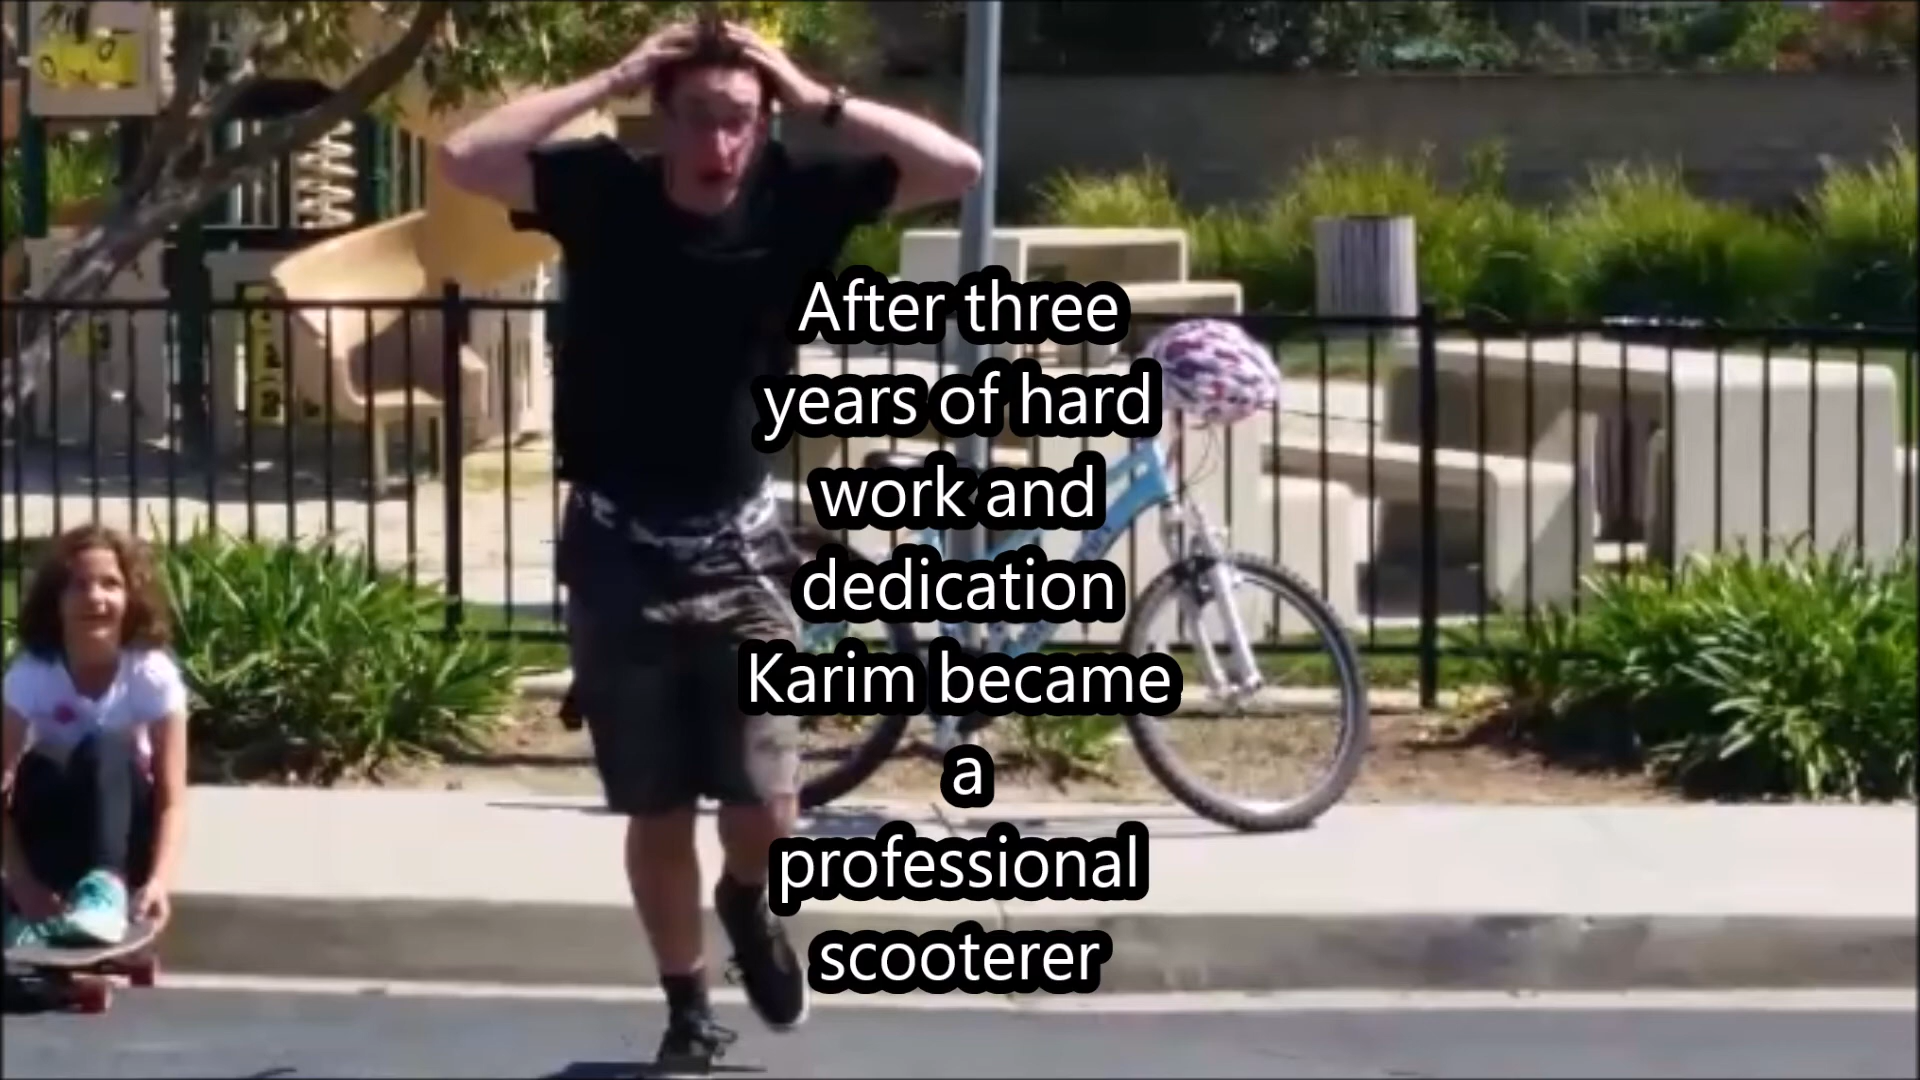 After three
years of hard
work and
dedication
Karim became
a
professional
scooterer